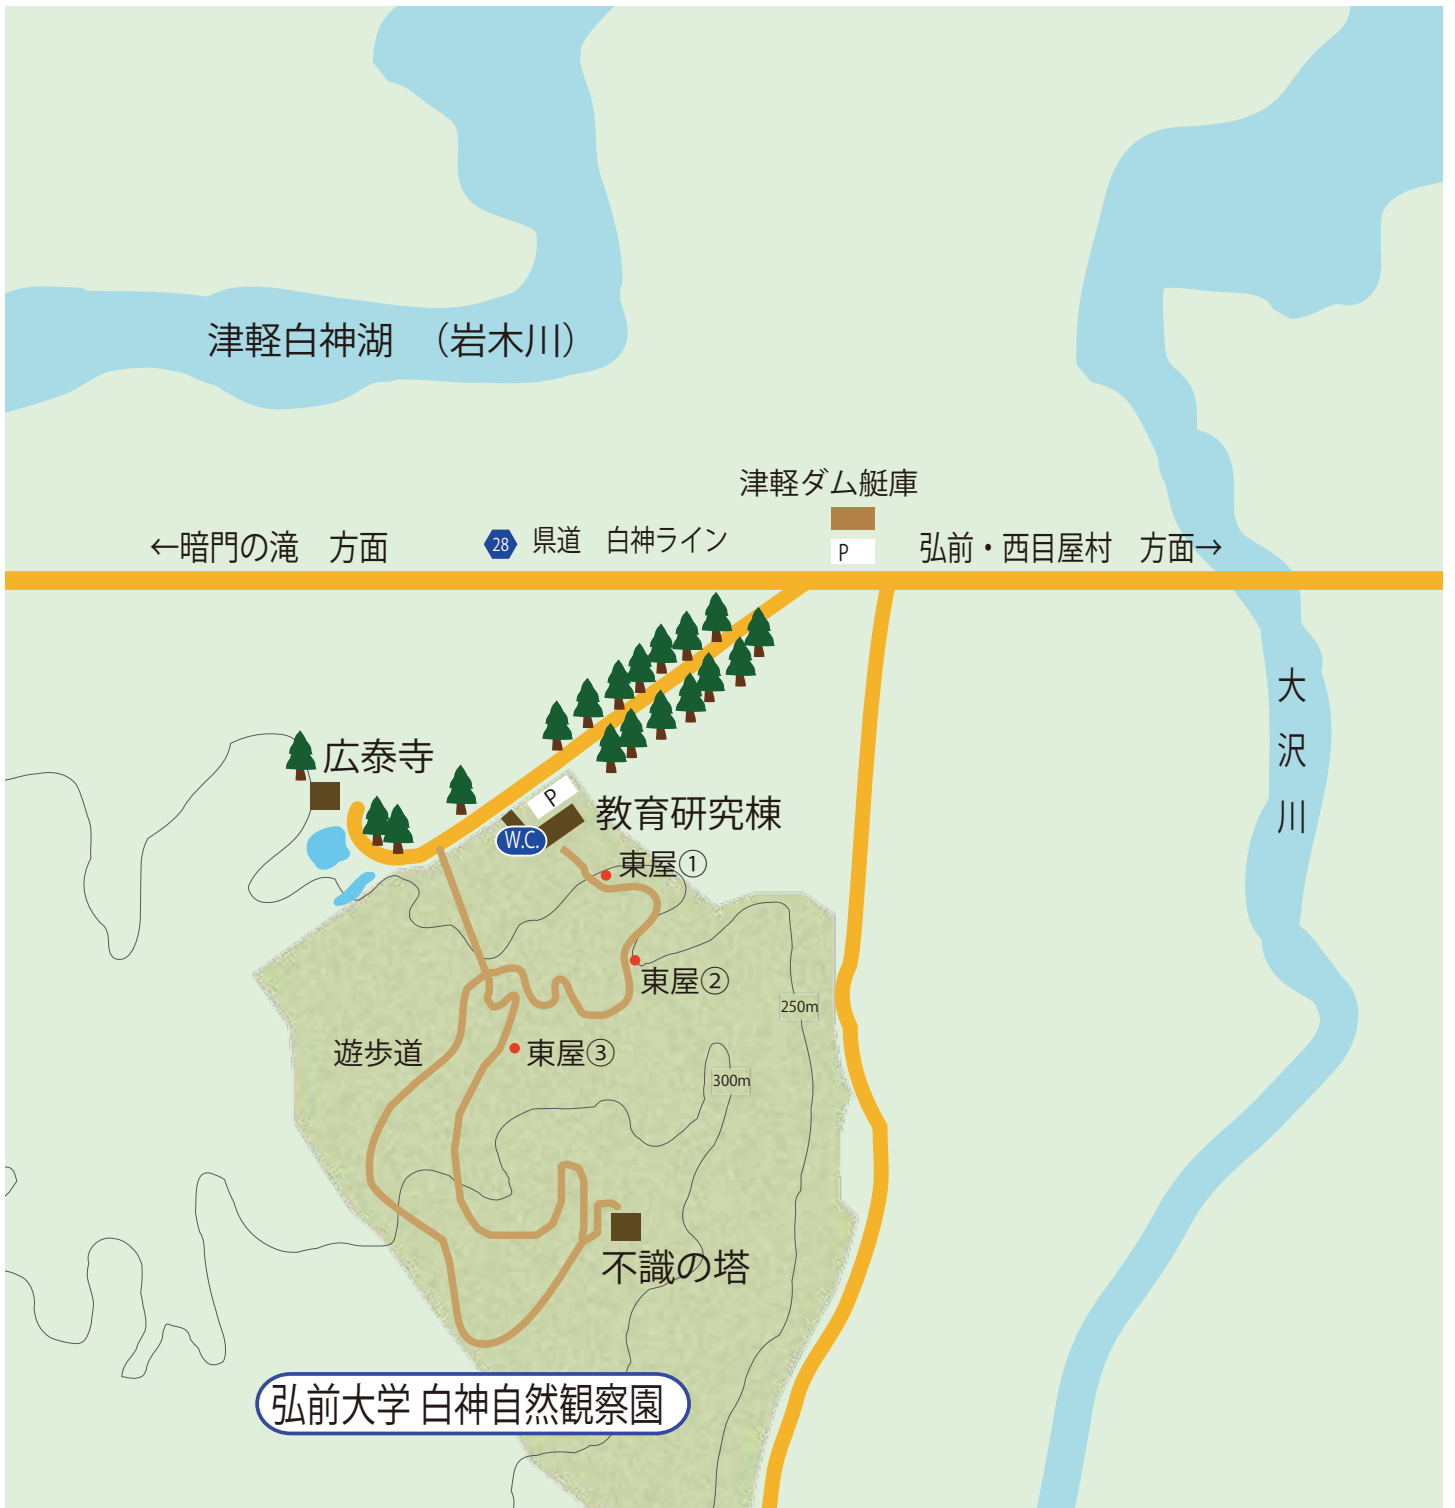 津軽白神湖　（岩木川）
津軽ダム艇庫
←暗門の滝　方面
28
県道　白神ライン
P
弘前・西目屋村　方面→
大沢川
広泰寺
P
教育研究棟
W.C.
東屋①
東屋②
250m
遊歩道
東屋③
300m
不識の塔
弘前大学 白神自然観察園